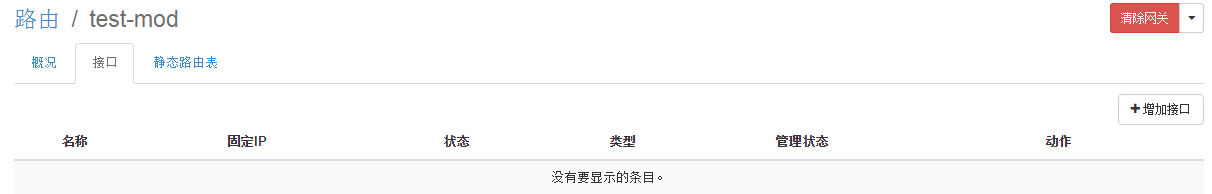 路由 / test-mod
清除网关
概况 接口 静态路由表
增加接口
名称 固定IP 状态 类型 管理状态 动作
没有要显示的条目。